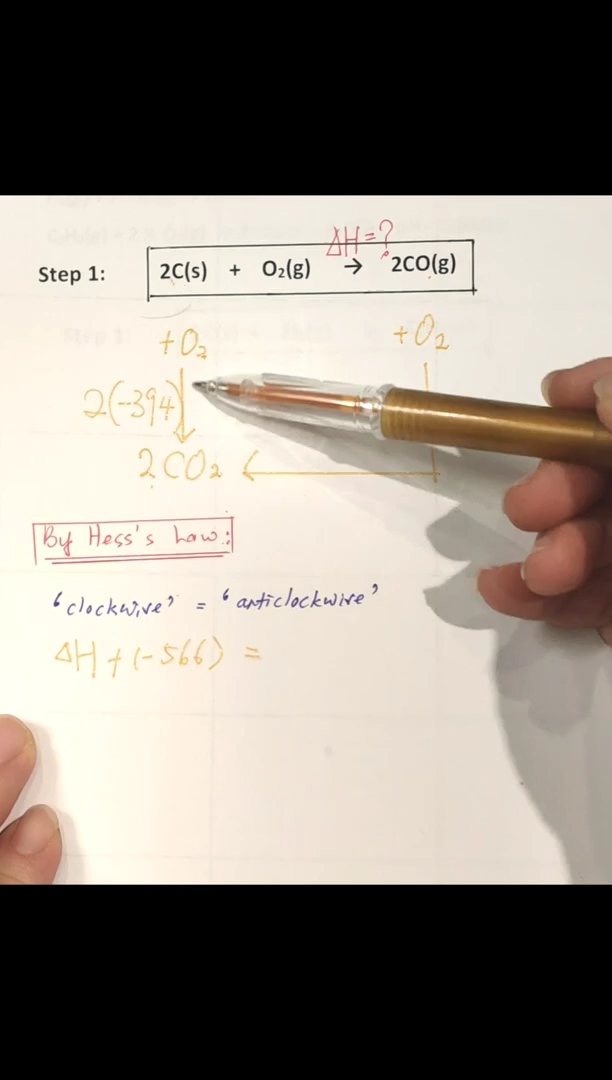 ΔH=?
Step 1: 2C(s) + O₂(g) → 2CO(g)
+O₂ +O₂
2(-394)
2CO₂
By Hess's Law:
'clockwise' = 'anticlockwise'
ΔH + (-566) =